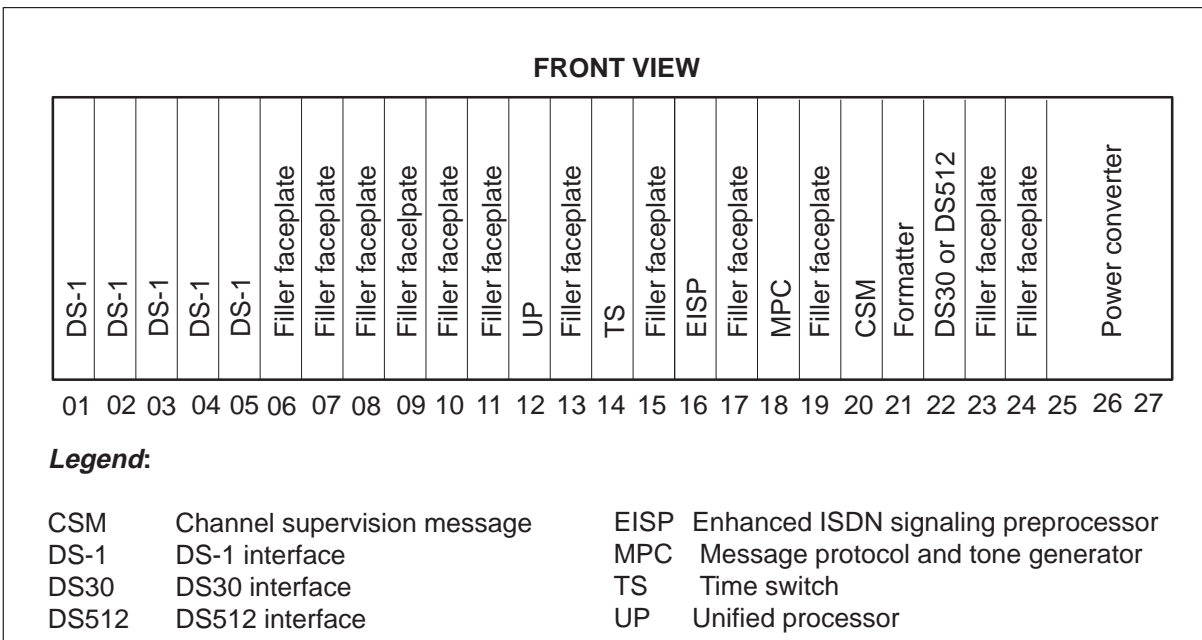 FRONT VIEW
DS-1
DS-1
DS-1
DS-1
DS-1
Filler faceplate
Filler faceplate
Filler faceplate
Filler facelpate
Filler faceplate
Filler faceplate
UP
Filler faceplate
TS
Filler faceplate
EISP
Filler faceplate
MPC
Filler faceplate
CSM
Formatter
DS30 or DS512
Filler faceplate
Filler faceplate
Power converter
01 02 03 04 05 06 07 08 09 10 11 12 13 14 15 16 17 18 19 20 21 22 23 24 25 26 27
Legend:
CSM Channel supervision message
DS-1 DS-1 interface
DS30 DS30 interface
DS512 DS512 interface
EISP Enhanced ISDN signaling preprocessor
MPC Message protocol and tone generator
TS Time switch
UP Unified processor